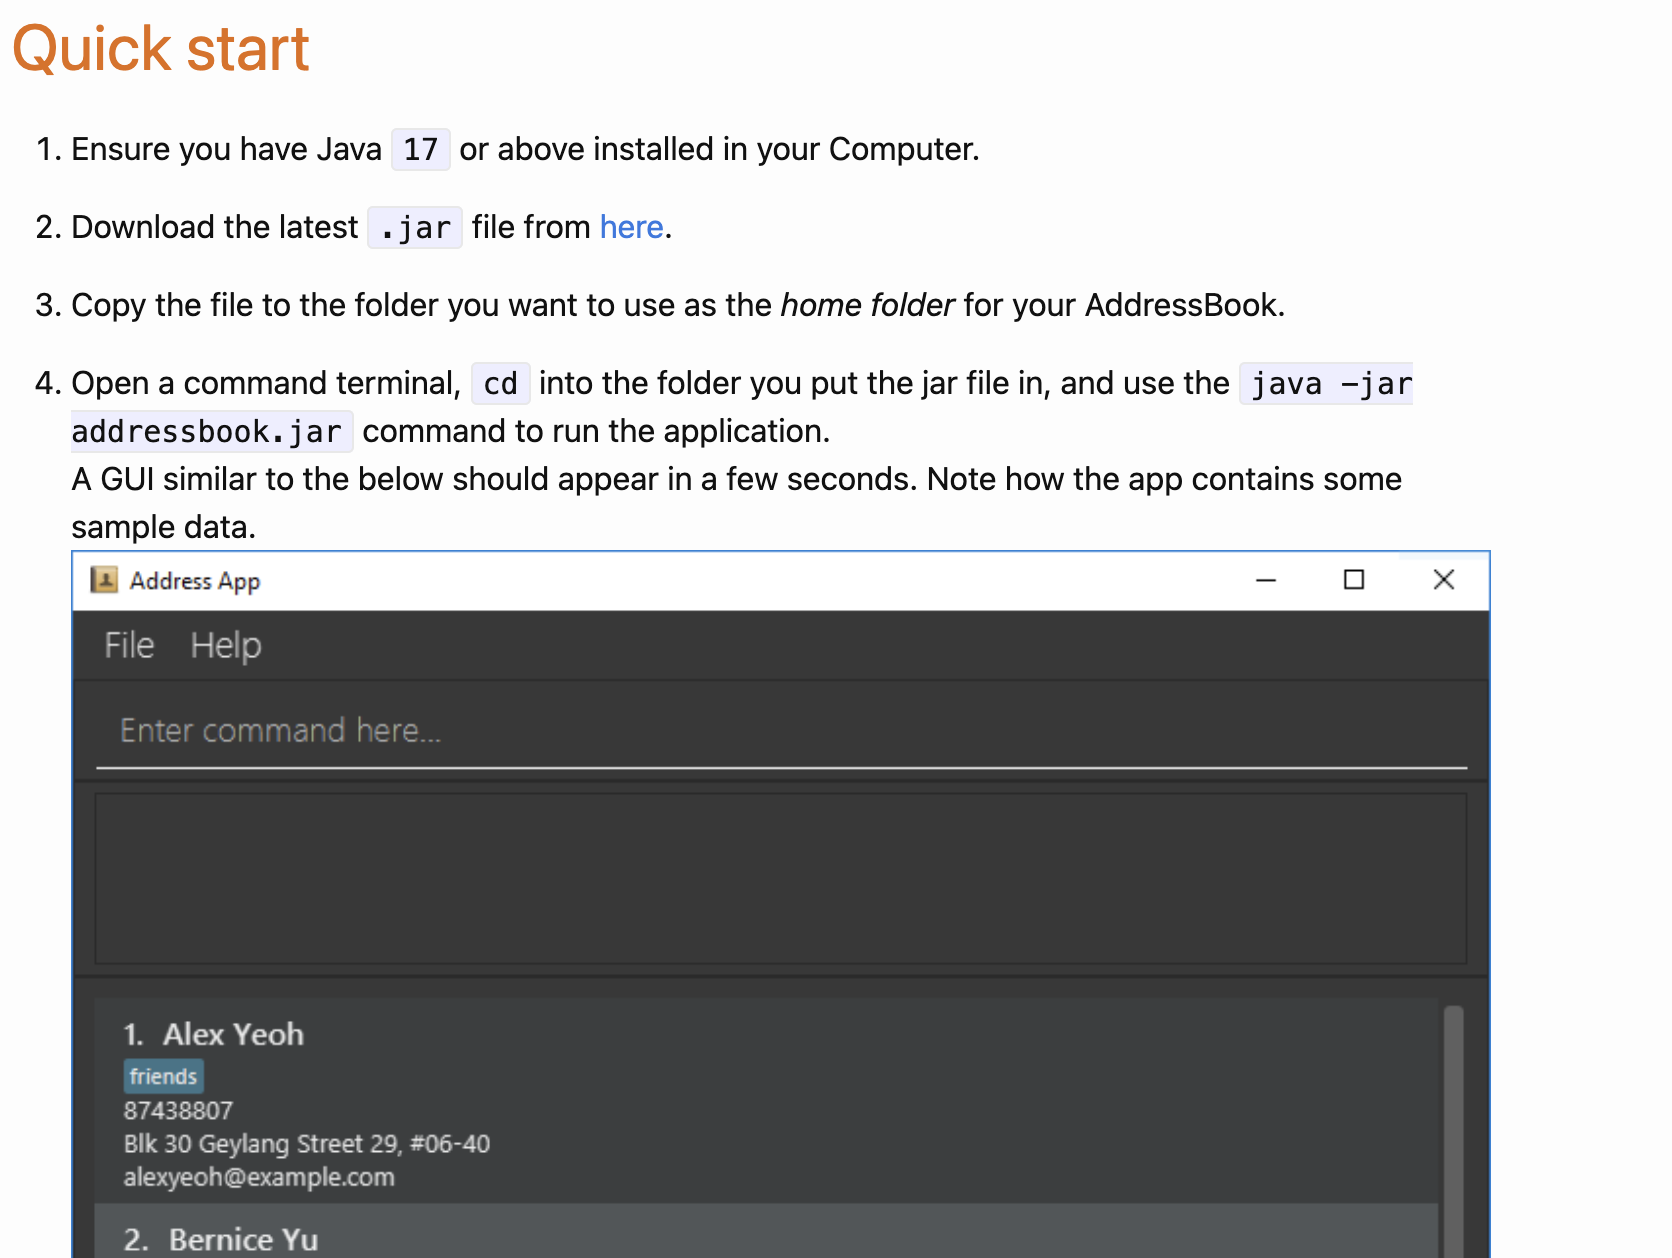 Quick start
1. Ensure you have Java 17 or above installed in your Computer.
2. Download the latest .jar file from here.
3. Copy the file to the folder you want to use as the home folder for your AddressBook.
4. Open a command terminal, cd into the folder you put the jar file in, and use the java -jar
addressbook.jar command to run the application.
A GUI similar to the below should appear in a few seconds. Note how the app contains some
sample data.
Address App
File Help
Enter command here...
1. Alex Yeoh
friends
87438807
Blk 30 Geylang Street 29, #06-40
alexyeoh@example.com
2. Bernice Yu